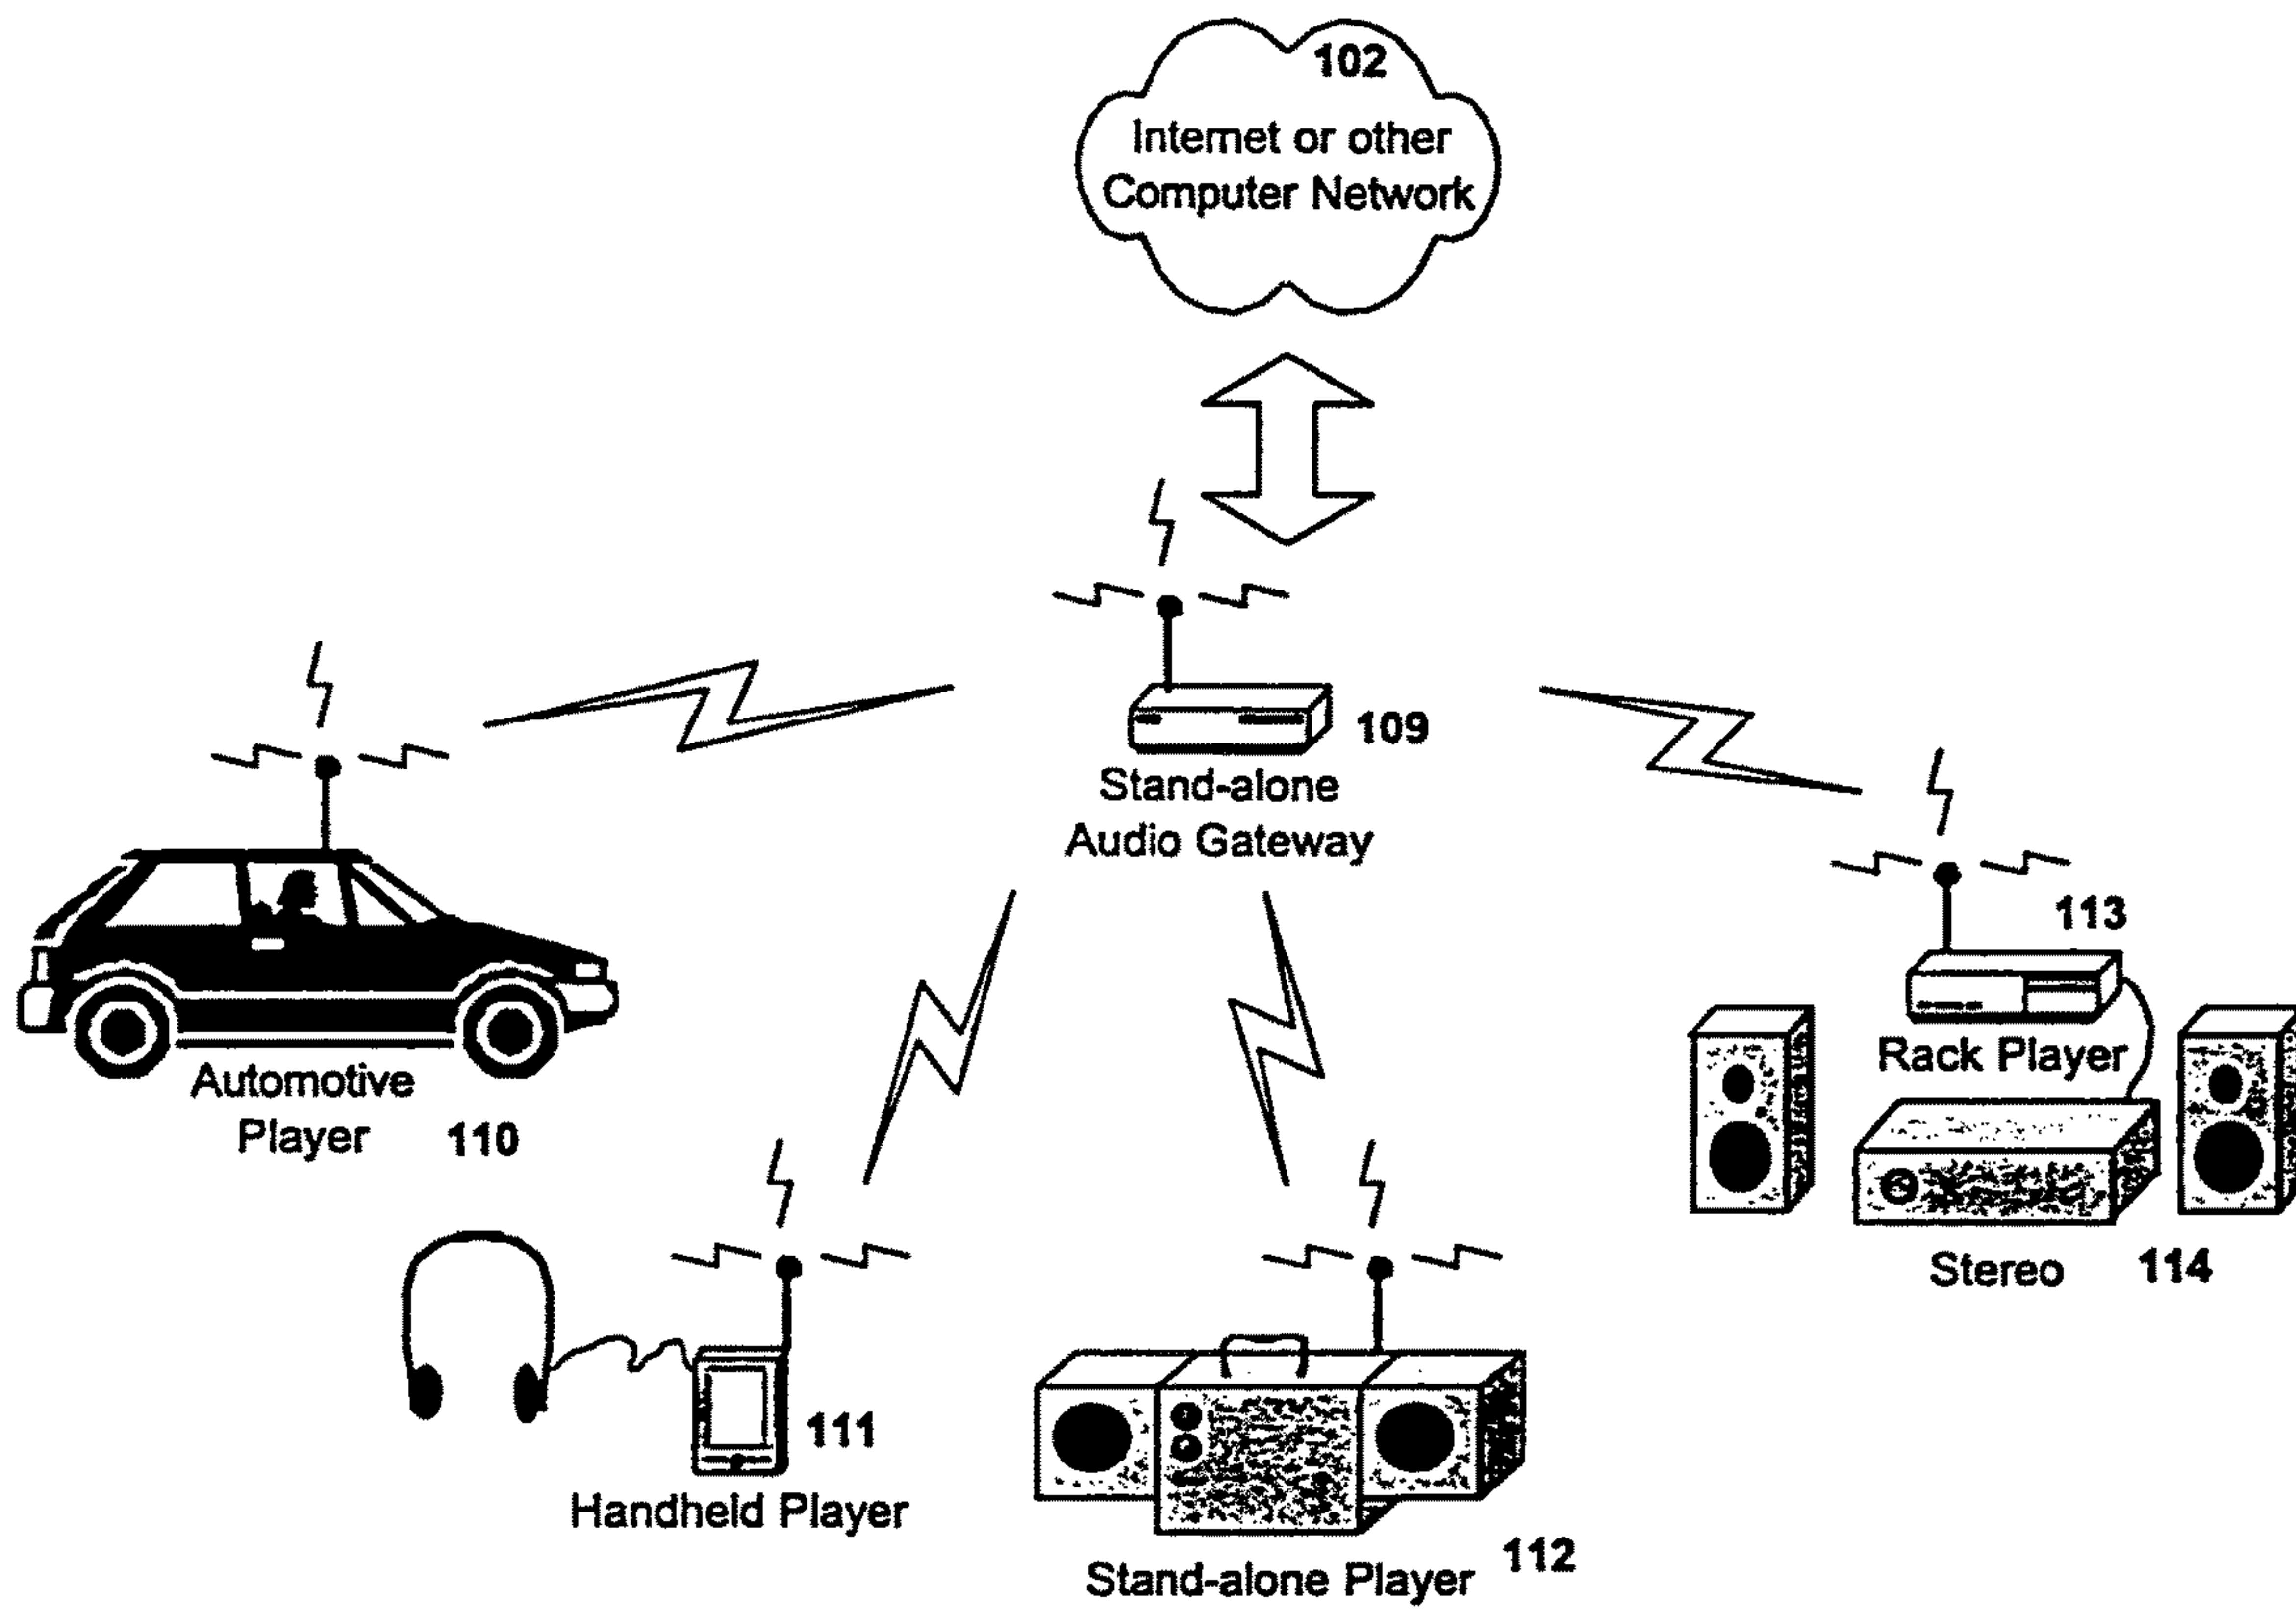 102
Internet or other
Computer Network
109
Stand-alone
Audio Gateway
113
Rack Player
Automotive
Player 110
Stereo 114
111
Handheld Player
112
Stand-alone Player